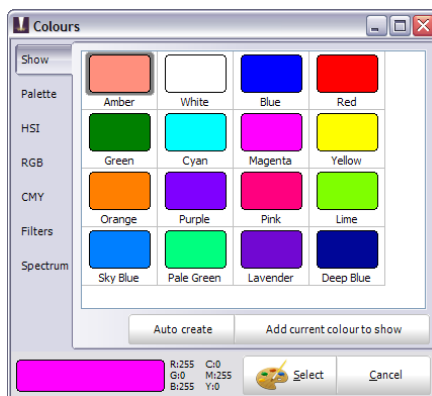 Colours
Show
Palette
HSI
RGB
CMY
Filters
Spectrum
Amber White Blue Red
Green Cyan Magenta Yellow
Orange Purple Pink Lime
Sky Blue Pale Green Lavender Deep Blue
Auto create Add current colour to show
R:255 C:0
G:0 M:255
B:255 Y:0
Select Cancel